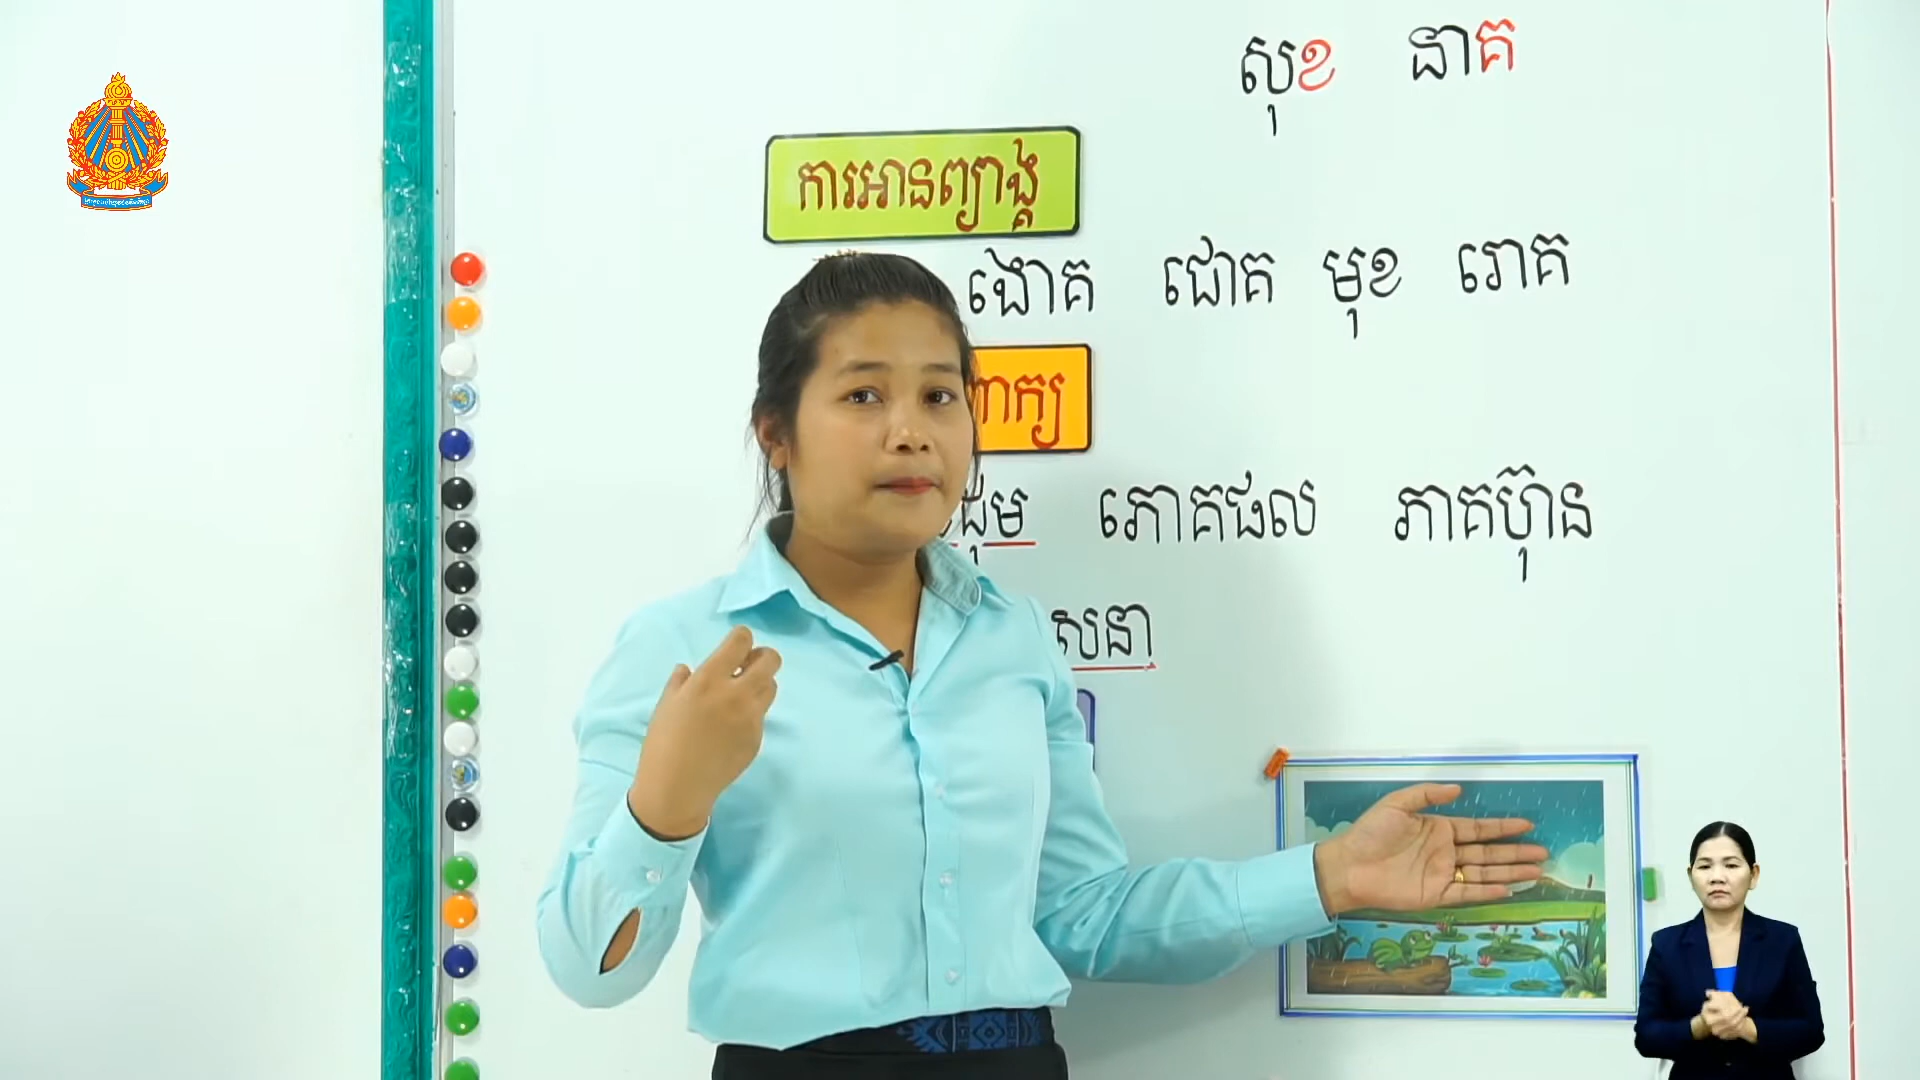 សុខ នាគ
ការអានព្យាង្គ
ងោគ ជោគ មុខ រោគ
ភោគផល ភាគហ៊ុន